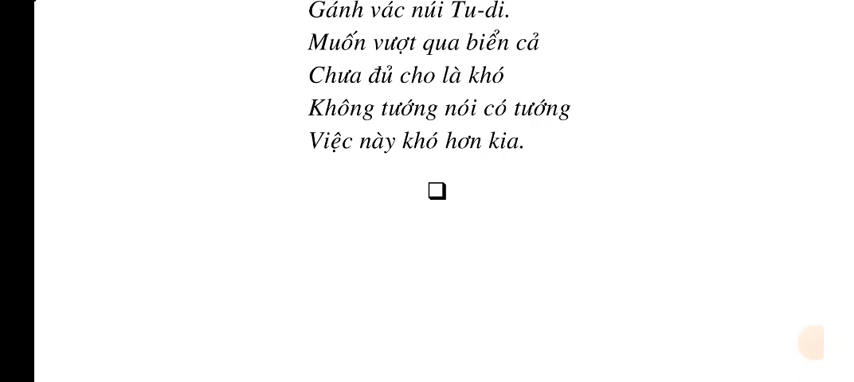 Gánh vác núi Tu-di.
Muốn vượt qua biển cả
Chưa đủ cho là khó
Không tướng nói có tướng
Việc này khó hơn kia.